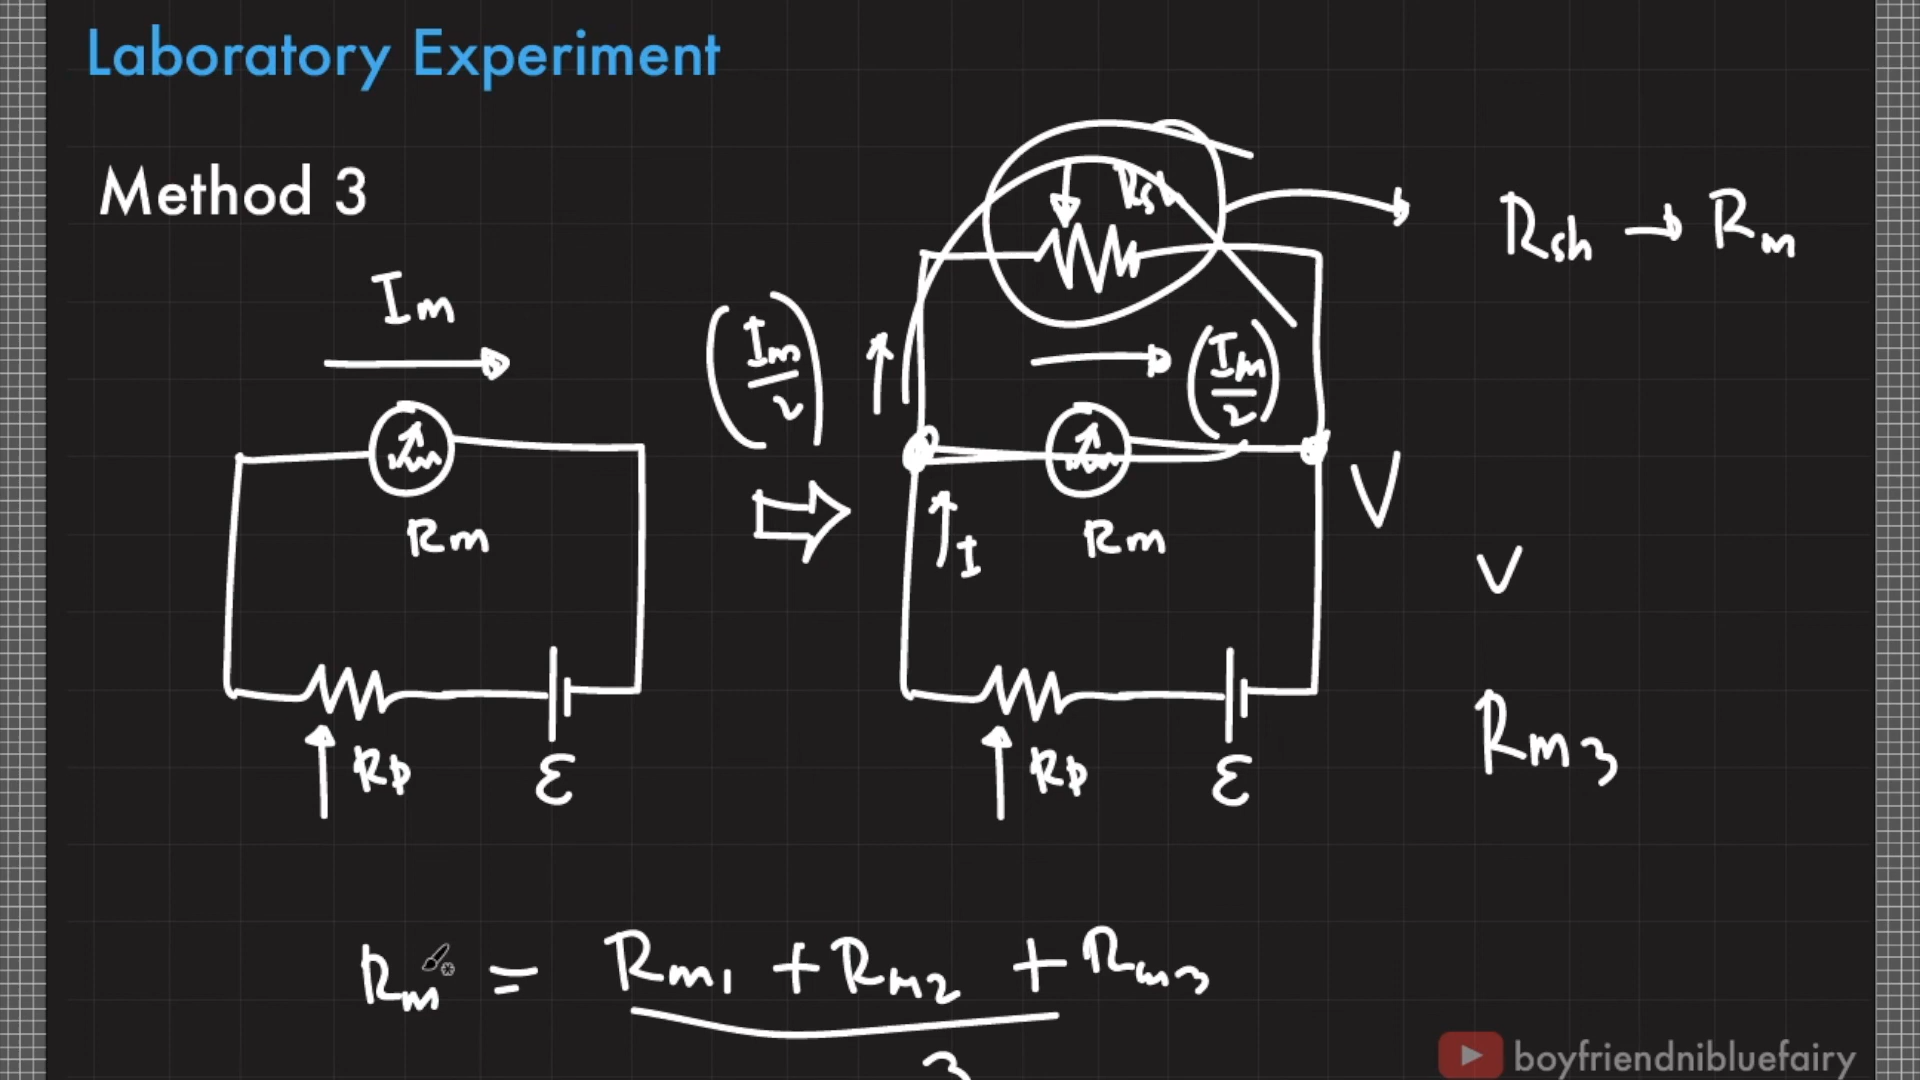 Laboratory Experiment
Method 3
Rsh
Rsh → Rm
Im
(Im/2)
(Im/2)
Rm
I
Rm
V
V
Rp
ε
Rp
ε
Rm3
Rm = Rm1 + Rm2 + Rm3
3
boyfriendnibluefairy